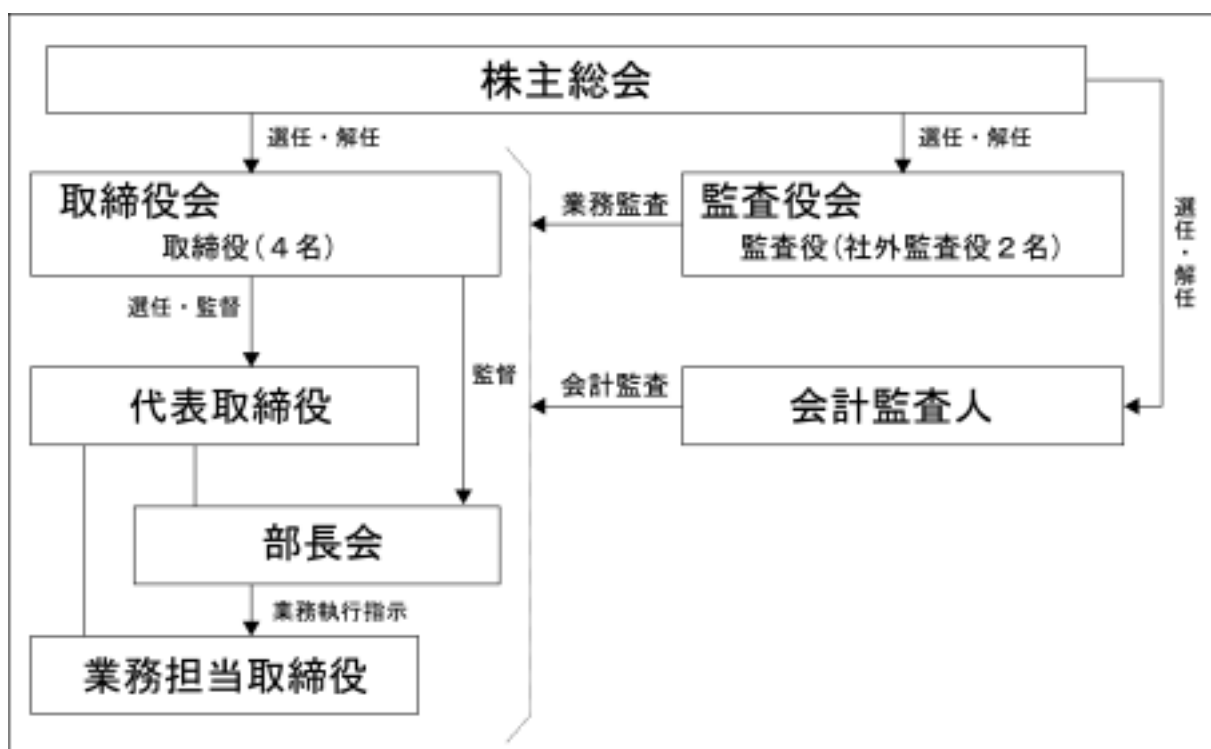 株主総会
選任・解任
選任・解任
選任・解任
取締役会
取締役(4名)
業務監査
監査役会
監査役(社外監査役2名)
選任・監督
監督
代表取締役
会計監査
会計監査人
部長会
業務執行指示
業務担当取締役